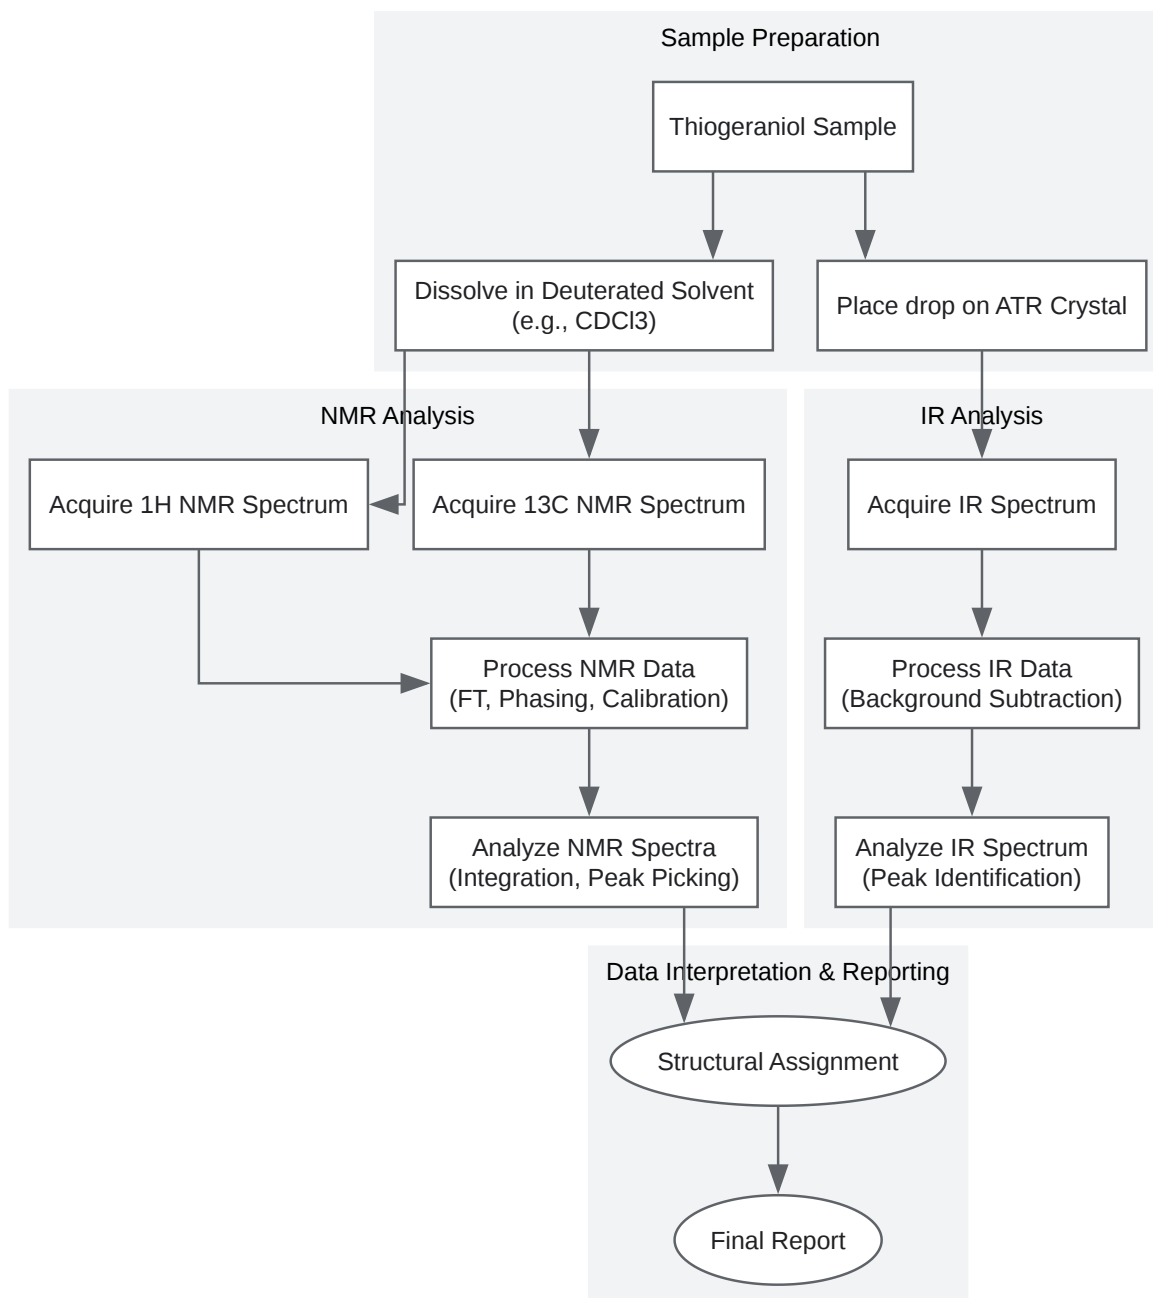 Sample Preparation
Thiogeraniol Sample
Dissolve in Deuterated Solvent
(e.g., CDCl3)
Place drop on ATR Crystal
NMR Analysis
IR Analysis
Acquire 1H NMR Spectrum
Acquire 13C NMR Spectrum
Acquire IR Spectrum
Process NMR Data
(FT, Phasing, Calibration)
Process IR Data
(Background Subtraction)
Analyze NMR Spectra
(Integration, Peak Picking)
Analyze IR Spectrum
(Peak Identification)
Data Interpretation & Reporting
Structural Assignment
Final Report